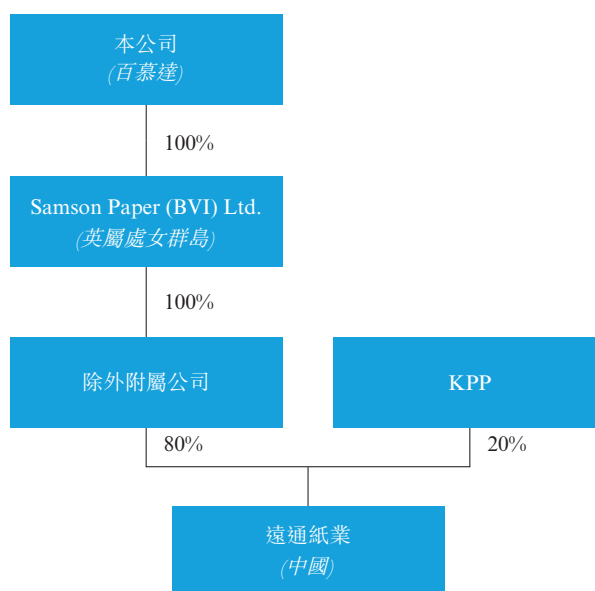 本公司
(百慕達)
100%
Samson Paper (BVI) Ltd.
(英屬處女群島)
100%
除外附屬公司
KPP
80%
20%
遠通紙業
(中國)